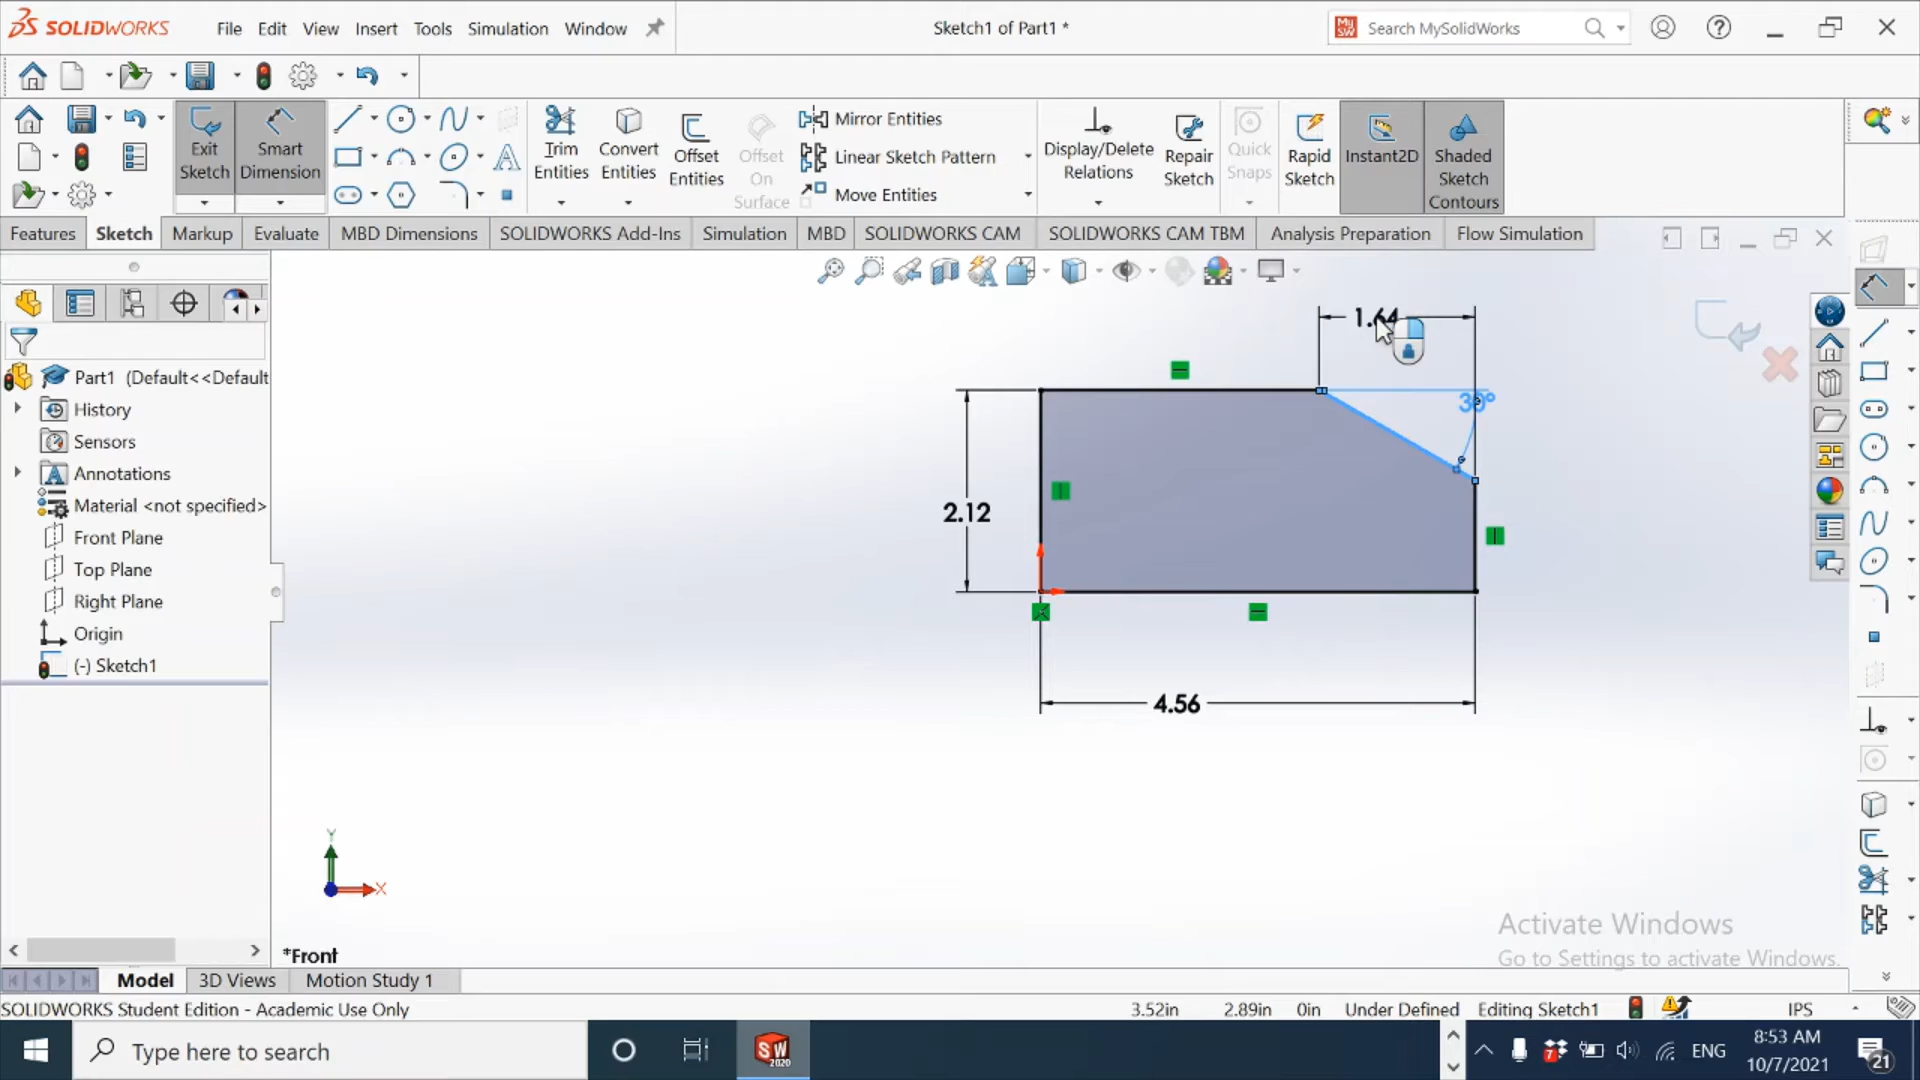 SOLIDWORKS File Edit View Insert Tools Simulation Window Sketch1 of Part1 * Search MySolidWorks
Exit Sketch
Smart Dimension
Trim Entities
Convert Entities
Offset Entities
Offset On Surface
Mirror Entities
Linear Sketch Pattern
Move Entities
Display/Delete Relations
Repair Sketch
Quick Snaps
Rapid Sketch
Instant2D
Shaded Sketch Contours
Features Sketch Markup Evaluate MBD Dimensions SOLIDWORKS Add-Ins Simulation MBD SOLIDWORKS CAM SOLIDWORKS CAM TBM Analysis Preparation Flow Simulation
Part1 (Default<<Default
History
Sensors
Annotations
Material <not specified>
Front Plane
Top Plane
Right Plane
Origin
(-) Sketch1
1.64
30°
2.12
4.56
Y
X
*Front
Activate Windows
Go to Settings to activate Windows.
Model 3D Views Motion Study 1
SOLIDWORKS Student Edition - Academic Use Only 3.52in 2.89in 0in Under Defined Editing Sketch1 IPS
Type here to search
SW 2020
ENG
8:53 AM
10/7/2021
21